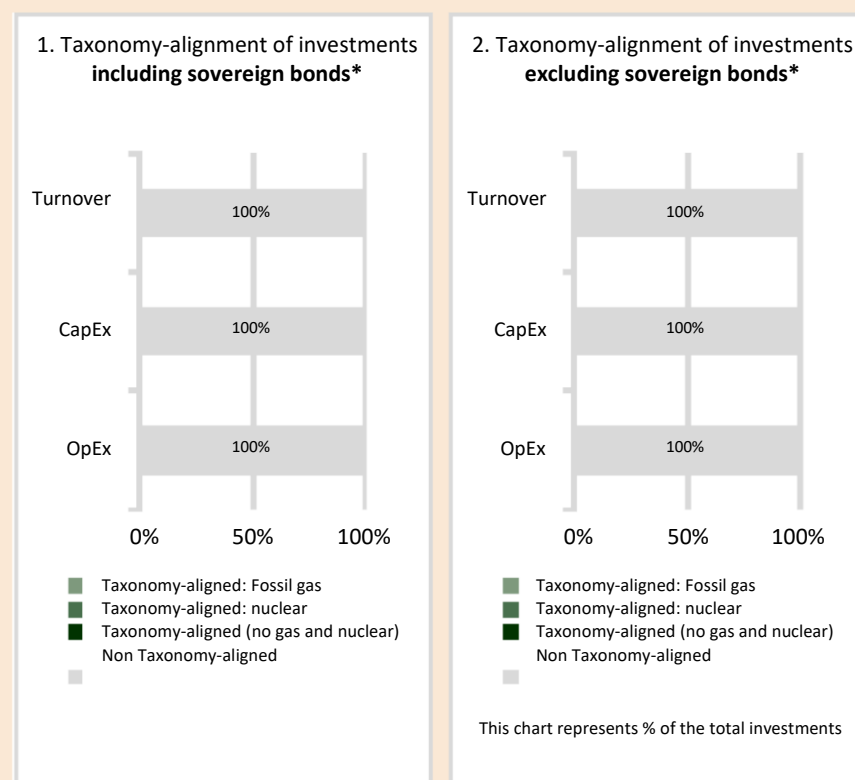 1. Taxonomy-alignment of investments
including sovereign bonds*
Turnover
100%
CapEx
100%
OpEx
100%
0% 50% 100%
Taxonomy-aligned: Fossil gas
Taxonomy-aligned: nuclear
Taxonomy-aligned (no gas and nuclear)
Non Taxonomy-aligned
2. Taxonomy-alignment of investments
excluding sovereign bonds*
Turnover
100%
CapEx
100%
OpEx
100%
0% 50% 100%
Taxonomy-aligned: Fossil gas
Taxonomy-aligned: nuclear
Taxonomy-aligned (no gas and nuclear)
Non Taxonomy-aligned
This chart represents % of the total investments